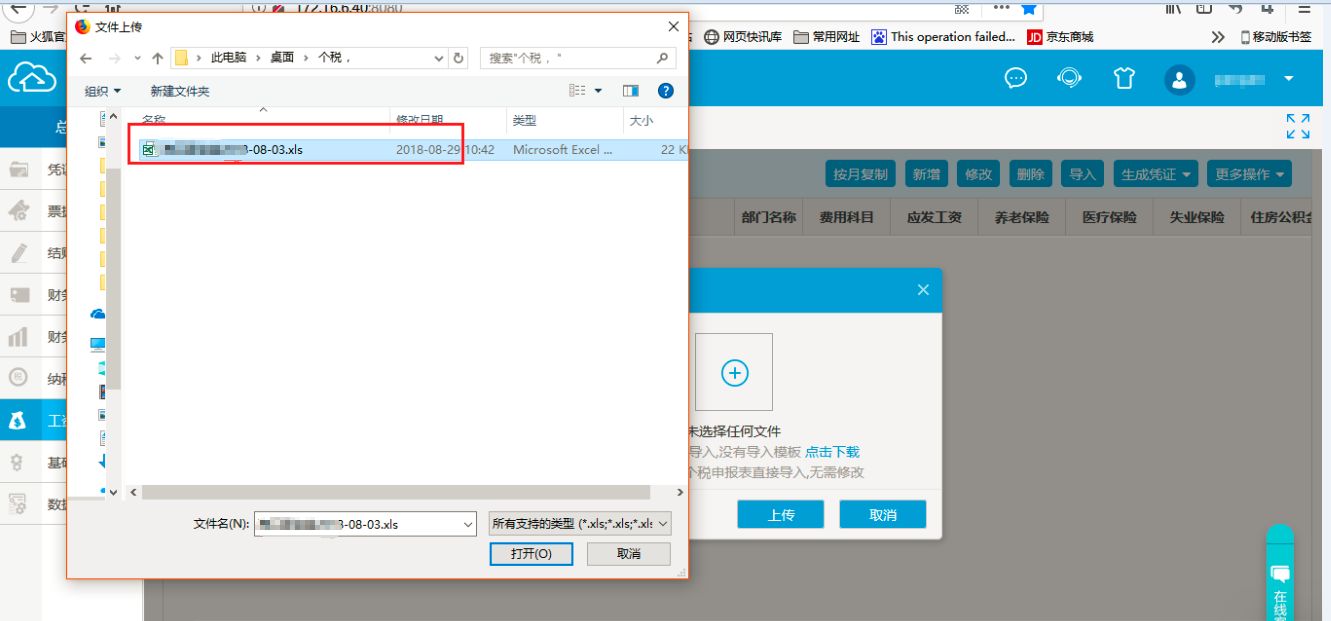 172.16.6.40:8080
火狐官
网页快讯库
常用网址
This operation failed...
JD 京东商城
移动版书签
文件上传
此电脑 › 桌面 › 个税 ,
搜索"个税 , "
组织
新建文件夹
名称
修改日期
类型
大小
8-08-03.xls
2018-08-29 10:42
Microsoft Excel ...
22 K
文件名(N):
8-08-03.xls
所有支持的类型 (*.xls;*.xls;*.xls
打开(O)
取消
总
凭
票
结
财务
财务
纳税
工资
基础
数据
按月复制
新增
修改
删除
导入
生成凭证
更多操作
部门名称
费用科目
应发工资
养老保险
医疗保险
失业保险
住房公积金
未选择任何文件
导入,没有导入模板 点击下载
个税申报表直接导入,无需修改
上传
取消
在线